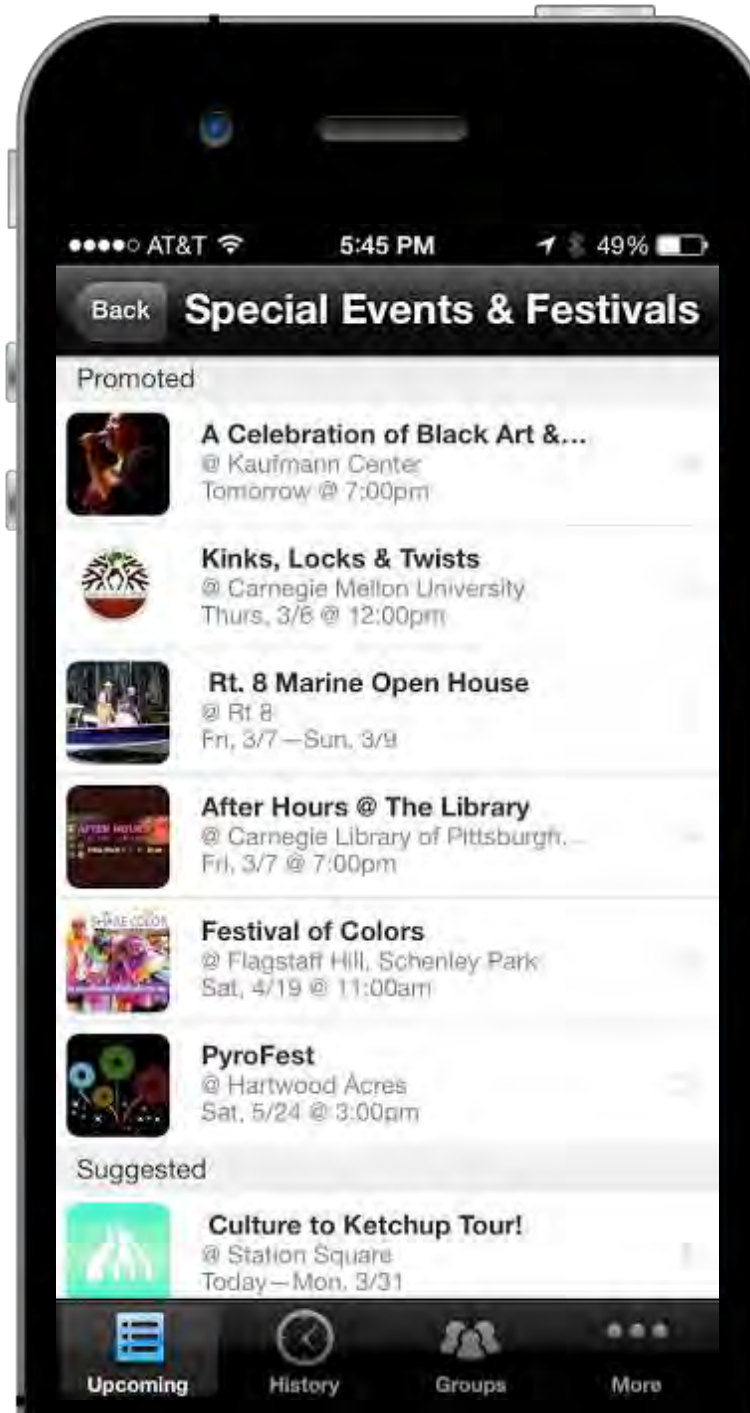 AT&T 5:45 PM 49%
Back Special Events & Festivals
Promoted
A Celebration of Black Art &...
@ Kaufmann Center
Tomorrow @ 7:00pm
Kinks, Locks & Twists
@ Carnegie Mellon University
Thurs, 3/6 @ 12:00pm
Rt. 8 Marine Open House
@ Rt 8
Fri, 3/7—Sun, 3/9
After Hours @ The Library
@ Carnegie Library of Pittsburgh...
Fri, 3/7 @ 7:00pm
AFTER HOURS
Festival of Colors
@ Flagstaff Hill, Schenley Park
Sat, 4/19 @ 11:00am
SHARE COLOR
PyroFest
@ Hartwood Acres
Sat, 5/24 @ 3:00pm
Suggested
Culture to Ketchup Tour!
@ Station Square
Today—Mon, 3/31
Upcoming History Groups More